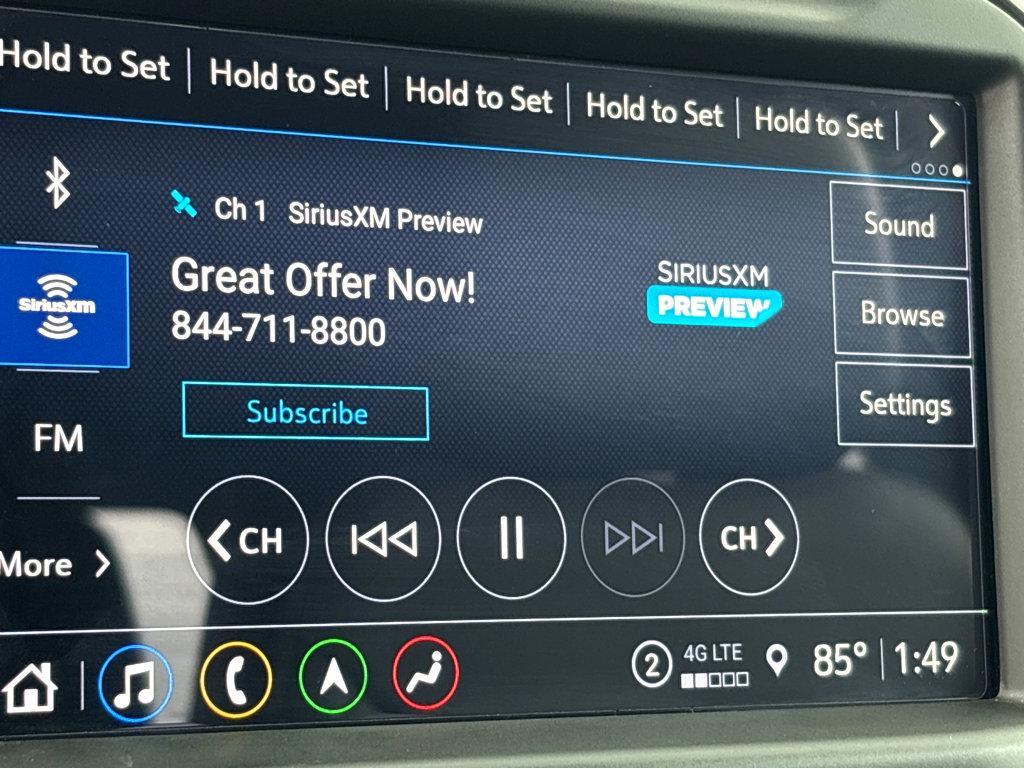 Hold to Set Hold to Set Hold to Set Hold to Set Hold to Set
Ch 1 SiriusXM Preview
Sound
SiriusXm
Great Offer Now!
SIRIUSXM
PREVIEW
844-711-8800
Browse
Subscribe
Settings
FM
CH CH
More
2 4G LTE 85° 1:49